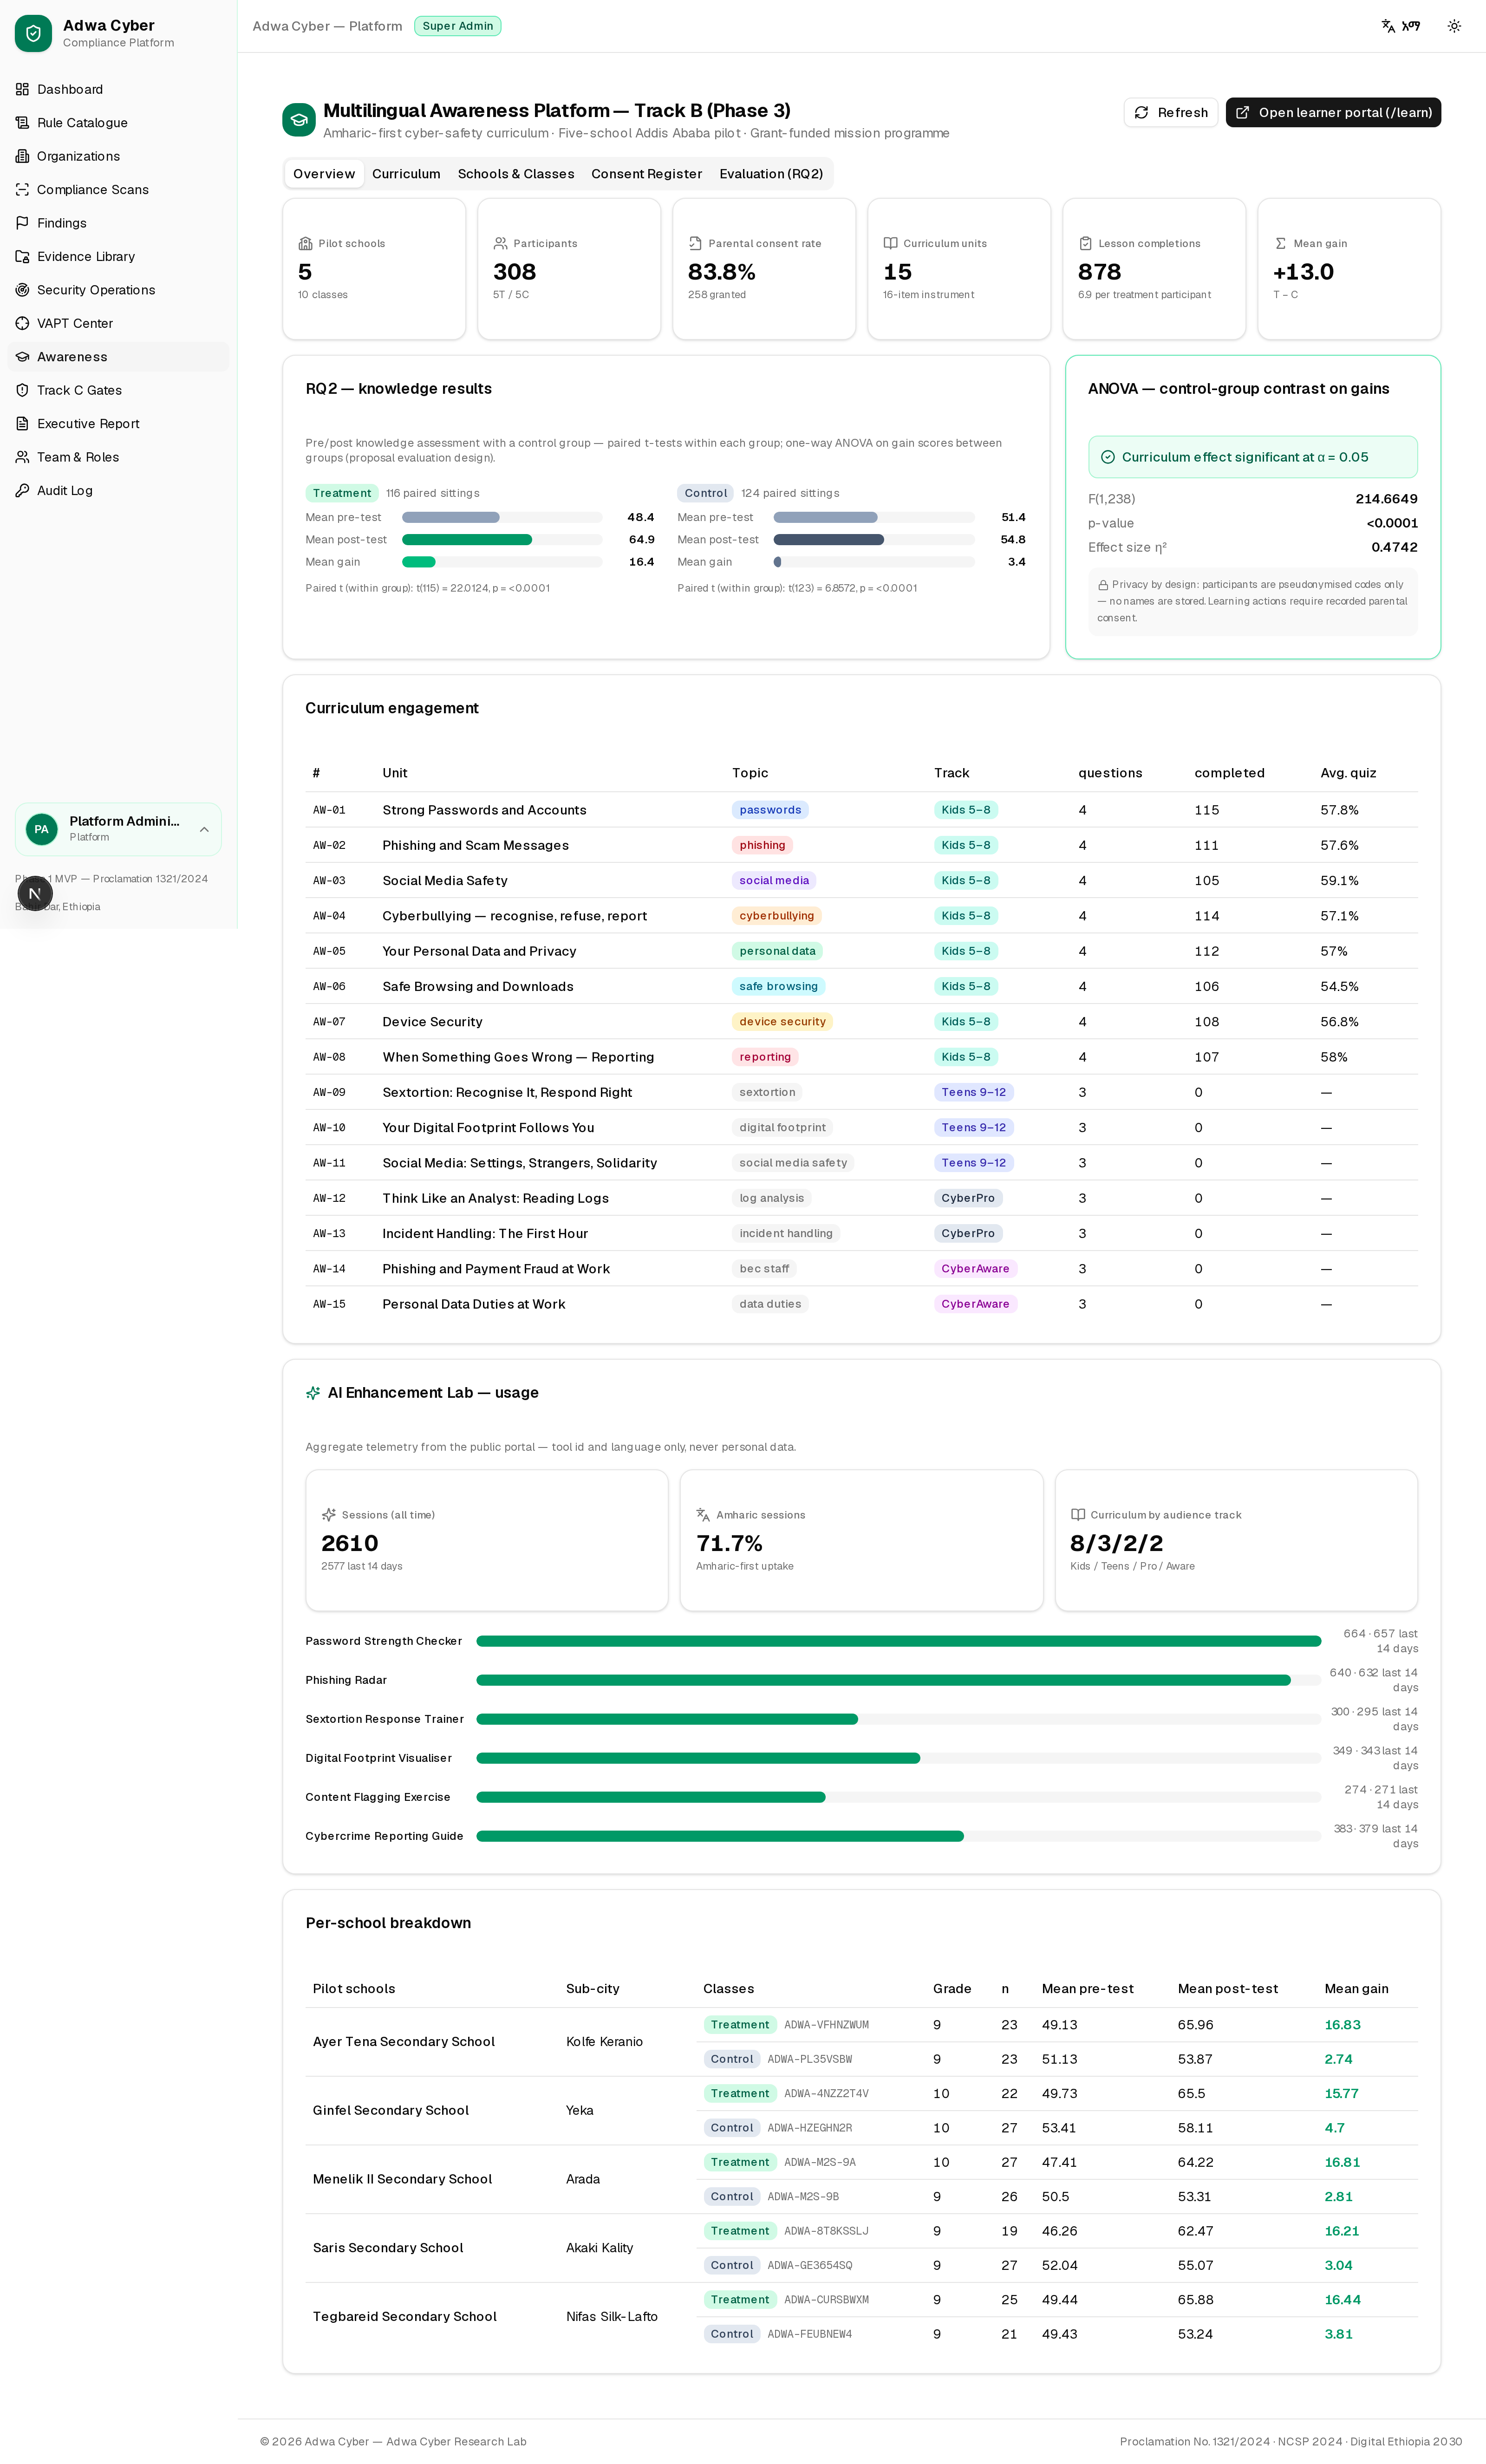 Adwa Cyber
Compliance Platform
Dashboard
Rule Catalogue
Organizations
Compliance Scans
Findings
Evidence Library
Security Operations
VAPT Center
Awareness
Track C Gates
Executive Report
Team & Roles
Audit Log
PA
Platform Admini...
Platform
1 MVP — Proclamation 1321/2024
N
Dar, Ethiopia
Adwa Cyber — Platform Super Admin
አማ
Multilingual Awareness Platform — Track B (Phase 3)
Amharic-first cyber-safety curriculum · Five-school Addis Ababa pilot · Grant-funded mission programme
Refresh
Open learner portal (/learn)
Overview Curriculum Schools & Classes Consent Register Evaluation (RQ2)
Pilot schools
5
10 classes
Participants
308
5T / 5C
Parental consent rate
83.8%
258 granted
Curriculum units
15
16-item instrument
Lesson completions
878
6.9 per treatment participant
Mean gain
+13.0
T – C
RQ2 — knowledge results
Pre/post knowledge assessment with a control group — paired t-tests within each group; one-way ANOVA on gain scores between
groups (proposal evaluation design).
Treatment 116 paired sittings
Mean pre-test 48.4
Mean post-test 64.9
Mean gain 16.4
Paired t (within group): t(115) = 22.0124, p = <0.0001
Control 124 paired sittings
Mean pre-test 51.4
Mean post-test 54.8
Mean gain 3.4
Paired t (within group): t(123) = 6.8572, p = <0.0001
ANOVA — control-group contrast on gains
Curriculum effect significant at α = 0.05
F(1,238) 214.6649
p-value <0.0001
Effect size η² 0.4742
Privacy by design: participants are pseudonymised codes only
— no names are stored. Learning actions require recorded parental
consent.
Curriculum engagement
# Unit Topic Track questions completed Avg. quiz
AW-01 Strong Passwords and Accounts passwords Kids 5–8 4 115 57.8%
AW-02 Phishing and Scam Messages phishing Kids 5–8 4 111 57.6%
AW-03 Social Media Safety social media Kids 5–8 4 105 59.1%
AW-04 Cyberbullying — recognise, refuse, report cyberbullying Kids 5–8 4 114 57.1%
AW-05 Your Personal Data and Privacy personal data Kids 5–8 4 112 57%
AW-06 Safe Browsing and Downloads safe browsing Kids 5–8 4 106 54.5%
AW-07 Device Security device security Kids 5–8 4 108 56.8%
AW-08 When Something Goes Wrong — Reporting reporting Kids 5–8 4 107 58%
AW-09 Sextortion: Recognise It, Respond Right sextortion Teens 9–12 3 0 —
AW-10 Your Digital Footprint Follows You digital footprint Teens 9–12 3 0 —
AW-11 Social Media: Settings, Strangers, Solidarity social media safety Teens 9–12 3 0 —
AW-12 Think Like an Analyst: Reading Logs log analysis CyberPro 3 0 —
AW-13 Incident Handling: The First Hour incident handling CyberPro 3 0 —
AW-14 Phishing and Payment Fraud at Work bec staff CyberAware 3 0 —
AW-15 Personal Data Duties at Work data duties CyberAware 3 0 —
AI Enhancement Lab — usage
Aggregate telemetry from the public portal — tool id and language only, never personal data.
Sessions (all time)
2610
2577 last 14 days
Amharic sessions
71.7%
Amharic-first uptake
Curriculum by audience track
8/3/2/2
Kids / Teens / Pro / Aware
Password Strength Checker 664 · 657 last
14 days
Phishing Radar 640 · 632 last 14
days
Sextortion Response Trainer 300 · 295 last 14
days
Digital Footprint Visualiser 349 · 343 last 14
days
Content Flagging Exercise 274 · 271 last
14 days
Cybercrime Reporting Guide 383 · 379 last 14
days
Per-school breakdown
Pilot schools Sub-city Classes Grade n Mean pre-test Mean post-test Mean gain
Ayer Tena Secondary School Kolfe Keranio
Treatment ADWA-VFHNZWUM 9 23 49.13 65.96 16.83
Control ADWA-PL35VSBW 9 23 51.13 53.87 2.74
Ginfel Secondary School Yeka
Treatment ADWA-4NZZ2T4V 10 22 49.73 65.5 15.77
Control ADWA-HZEGHN2R 10 27 53.41 58.11 4.7
Menelik II Secondary School Arada
Treatment ADWA-M2S-9A 10 27 47.41 64.22 16.81
Control ADWA-M2S-9B 9 26 50.5 53.31 2.81
Saris Secondary School Akaki Kality
Treatment ADWA-8T8KSSLJ 9 19 46.26 62.47 16.21
Control ADWA-GE3654SQ 9 27 52.04 55.07 3.04
Tegbareid Secondary School Nifas Silk-Lafto
Treatment ADWA-CURSBWXM 9 25 49.44 65.88 16.44
Control ADWA-FEUBNEW4 9 21 49.43 53.24 3.81
© 2026 Adwa Cyber — Adwa Cyber Research Lab
Proclamation No. 1321/2024 · NCSP 2024 · Digital Ethiopia 2030